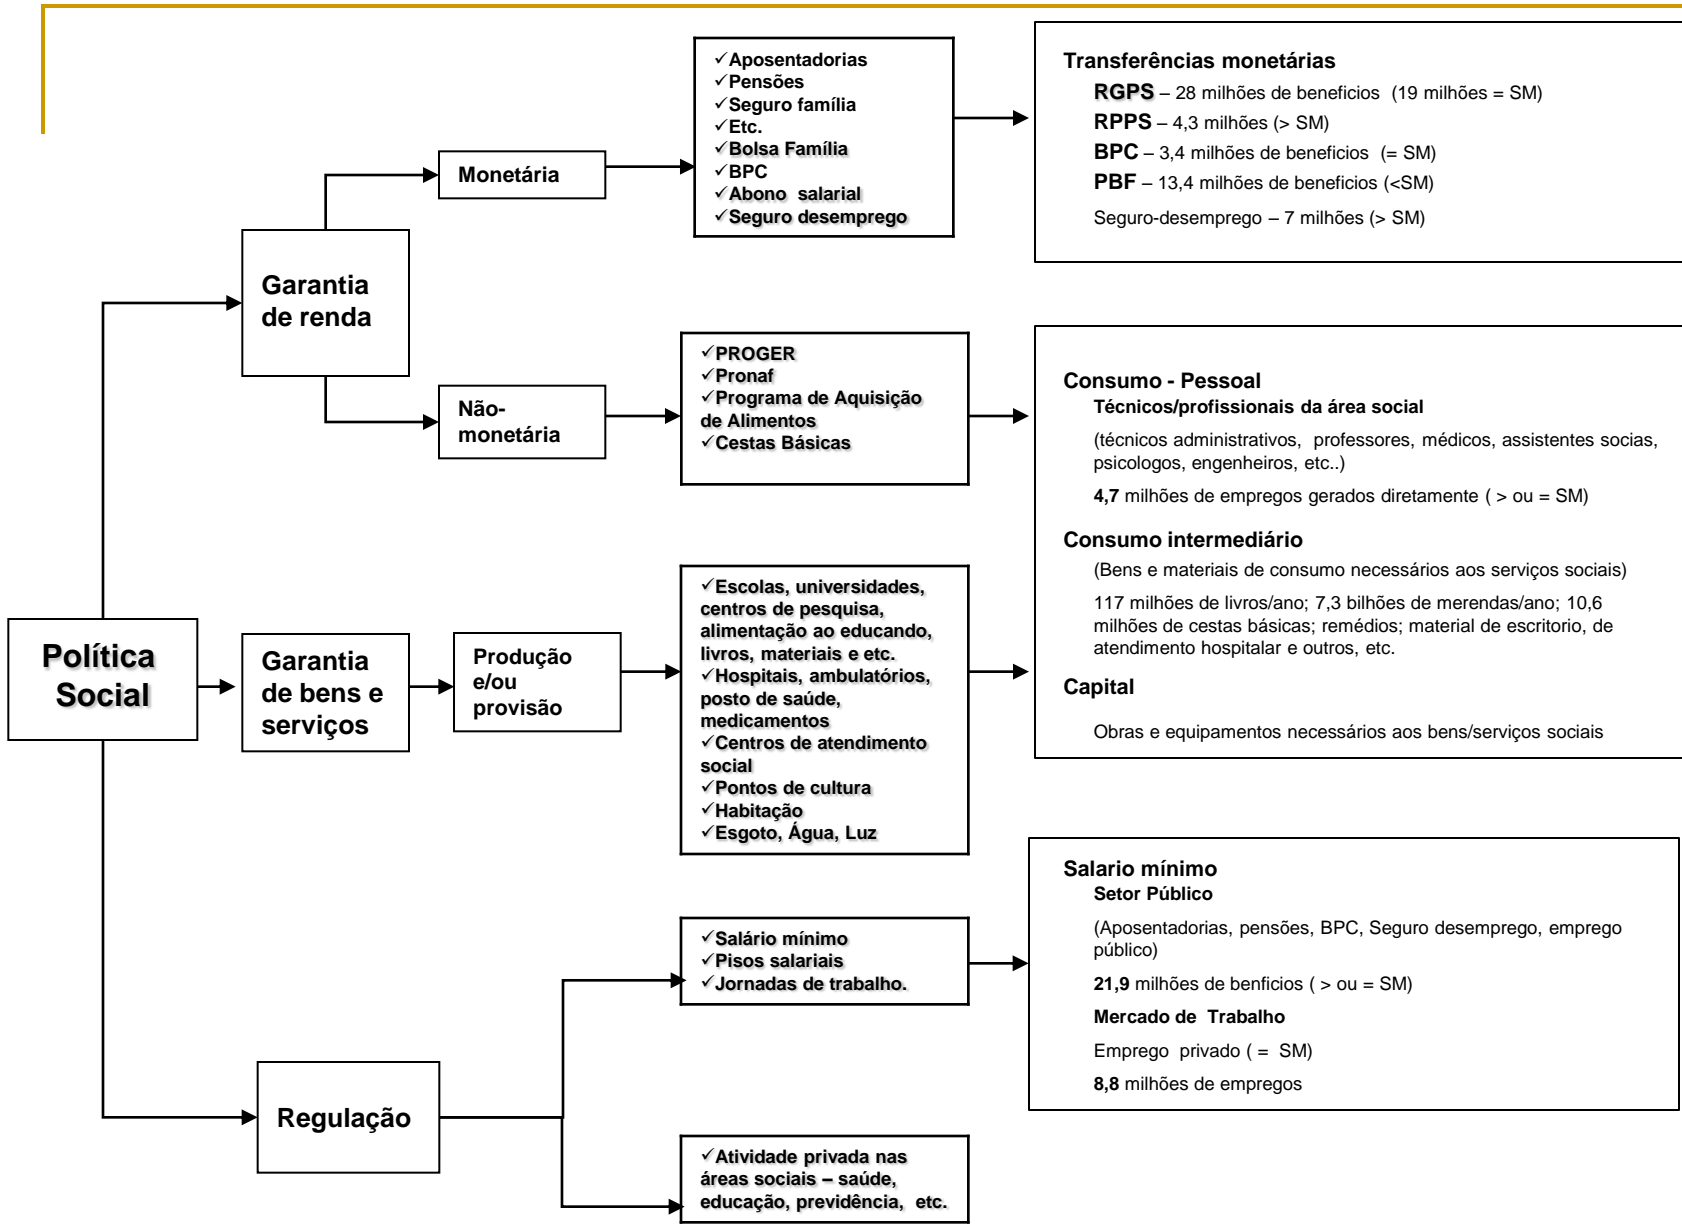 Política
Social
Garantia
de renda
Monetária
✓Aposentadorias
✓Pensões
✓Seguro família
✓Etc.
✓Bolsa Família
✓BPC
✓Abono salarial
✓Seguro desemprego
Transferências monetárias
RGPS – 28 milhões de beneficios (19 milhões = SM)
RPPS – 4,3 milhões (> SM)
BPC – 3,4 milhões de beneficios (= SM)
PBF – 13,4 milhões de beneficios (<SM)
Seguro-desemprego – 7 milhões (> SM)
Não-
monetária
✓PROGER
✓Pronaf
✓Programa de Aquisição
de Alimentos
✓Cestas Básicas
Consumo - Pessoal
Técnicos/profissionais da área social
(técnicos administrativos, professores, médicos, assistentes socias,
psicologos, engenheiros, etc..)
4,7 milhões de empregos gerados diretamente ( > ou = SM)
Consumo intermediário
(Bens e materiais de consumo necessários aos serviços sociais)
117 milhões de livros/ano; 7,3 bilhões de merendas/ano; 10,6
milhões de cestas básicas; remédios; material de escritorio, de
atendimento hospitalar e outros, etc.
Capital
Obras e equipamentos necessários aos bens/serviços sociais
Garantia
de bens e
serviços
Produção
e/ou
provisão
✓Escolas, universidades,
centros de pesquisa,
alimentação ao educando,
livros, materiais e etc.
✓Hospitais, ambulatórios,
posto de saúde,
medicamentos
✓Centros de atendimento
social
✓Pontos de cultura
✓Habitação
✓Esgoto, Água, Luz
Regulação
✓Salário mínimo
✓Pisos salariais
✓Jornadas de trabalho.
Salario mínimo
Setor Público
(Aposentadorias, pensões, BPC, Seguro desemprego, emprego
público)
21,9 milhões de benficios ( > ou = SM)
Mercado de Trabalho
Emprego privado ( = SM)
8,8 milhões de empregos
✓Atividade privada nas
áreas sociais – saúde,
educação, previdência, etc.